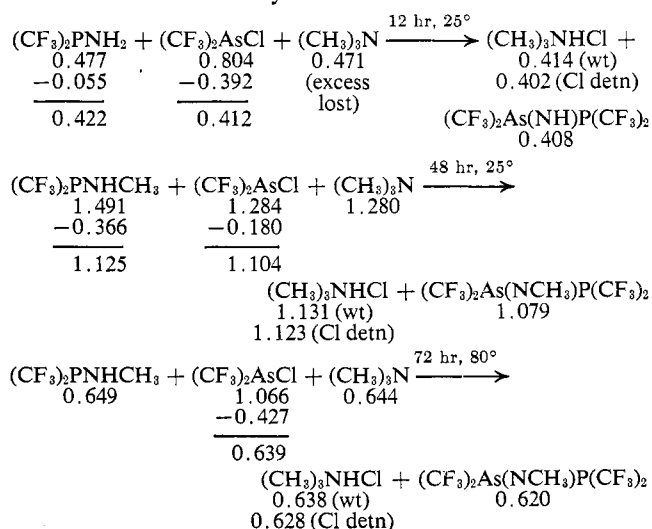 12 hr, 25°
(CF₃)₂PNH₂ + (CF₃)₂AsCl + (CH₃)₃N ⟶ (CH₃)₃NHCl +
0.477 0.804 0.471 0.414 (wt)
−0.055 −0.392 (excess 0.402 (Cl detn)
lost)
0.422 0.412 (CF₃)₂As(NH)P(CF₃)₂
0.408
48 hr, 25°
(CF₃)₂PNHCH₃ + (CF₃)₂AsCl + (CH₃)₃N ⟶
1.491 1.284 1.280
−0.366 −0.180
1.125 1.104
(CH₃)₃NHCl + (CF₃)₂As(NCH₃)P(CF₃)₂
1.131 (wt) 1.079
1.123 (Cl detn)
72 hr, 80°
(CF₃)₂PNHCH₃ + (CF₃)₂AsCl + (CH₃)₃N ⟶
0.649 1.066 0.644
−0.427
0.639
(CH₃)₃NHCl + (CF₃)₂As(NCH₃)P(CF₃)₂
0.638 (wt) 0.620
0.628 (Cl detn)